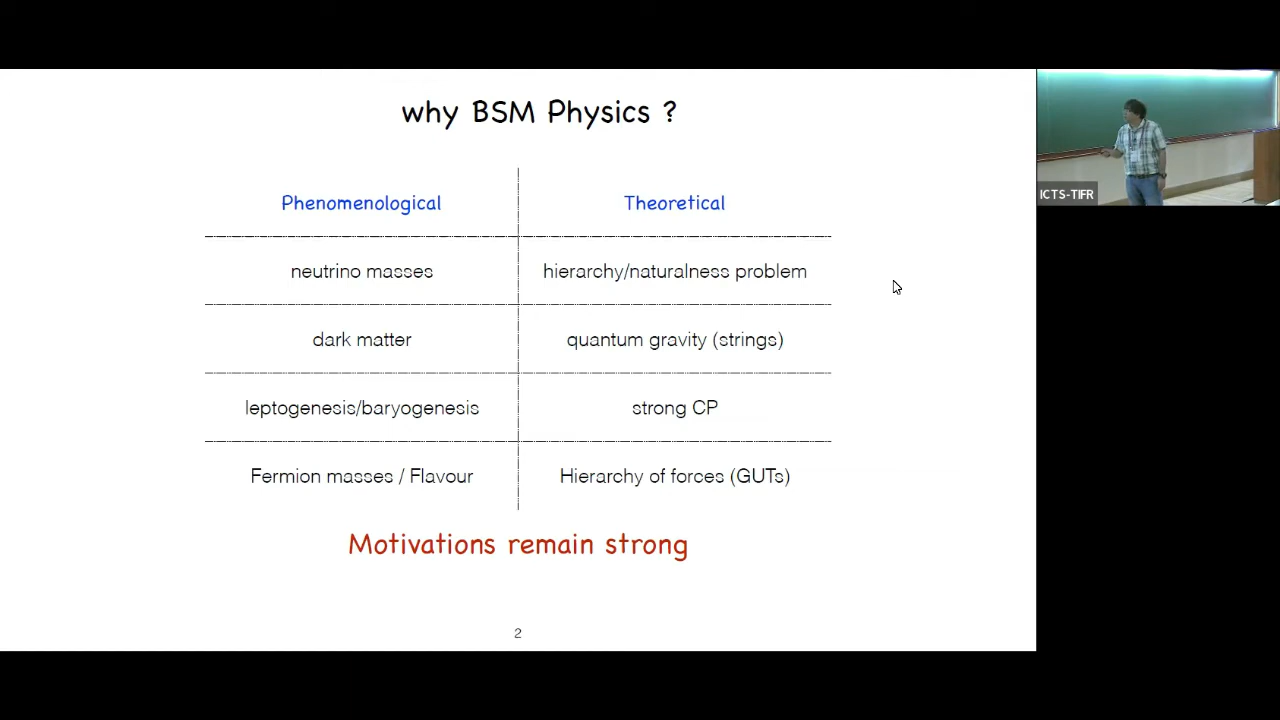 why BSM Physics ?
Phenomenological Theoretical
neutrino masses hierarchy/naturalness problem
dark matter quantum gravity (strings)
leptogenesis/baryogenesis strong CP
Fermion masses / Flavour Hierarchy of forces (GUTs)
Motivations remain strong
2
ICTS-TIFR